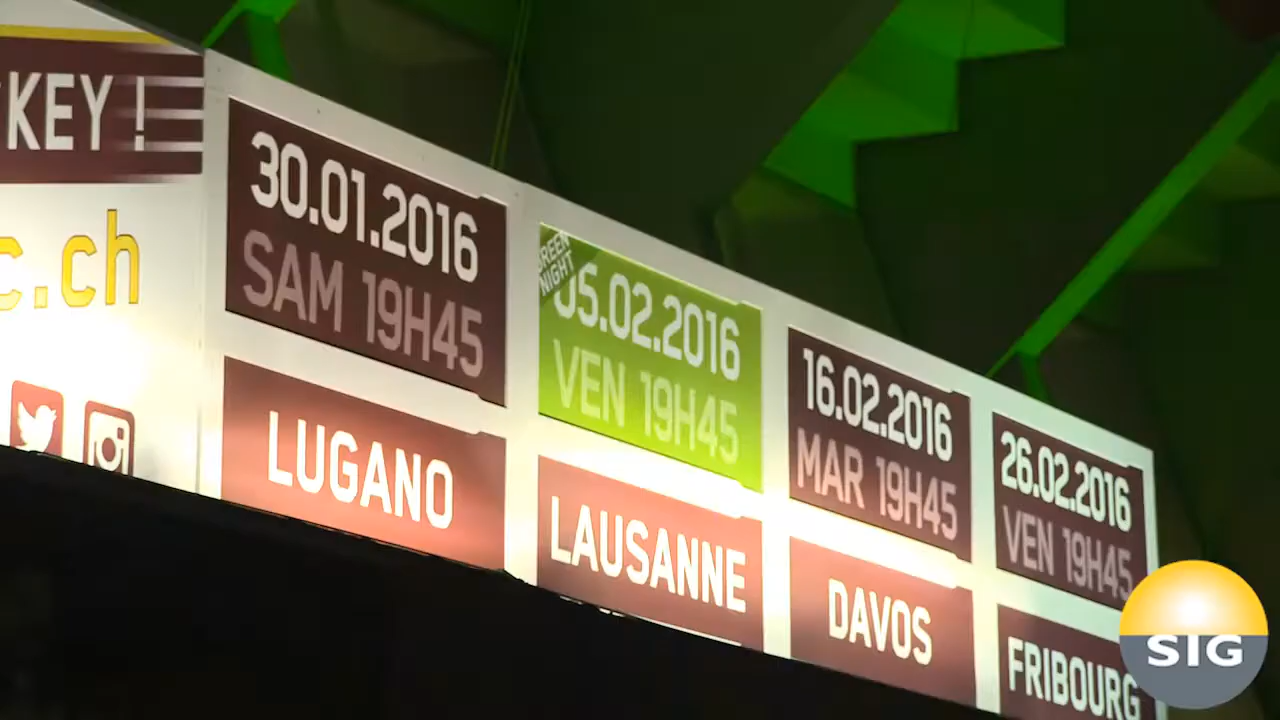 KEY !
c.ch
30.01.2016
SAM 19H45
LUGANO
GREEN
NIGHT
05.02.2016
VEN 19H45
LAUSANNE
16.02.2016
MAR 19H45
DAVOS
26.02.2016
VEN 19H45
FRIBOURG
SIG